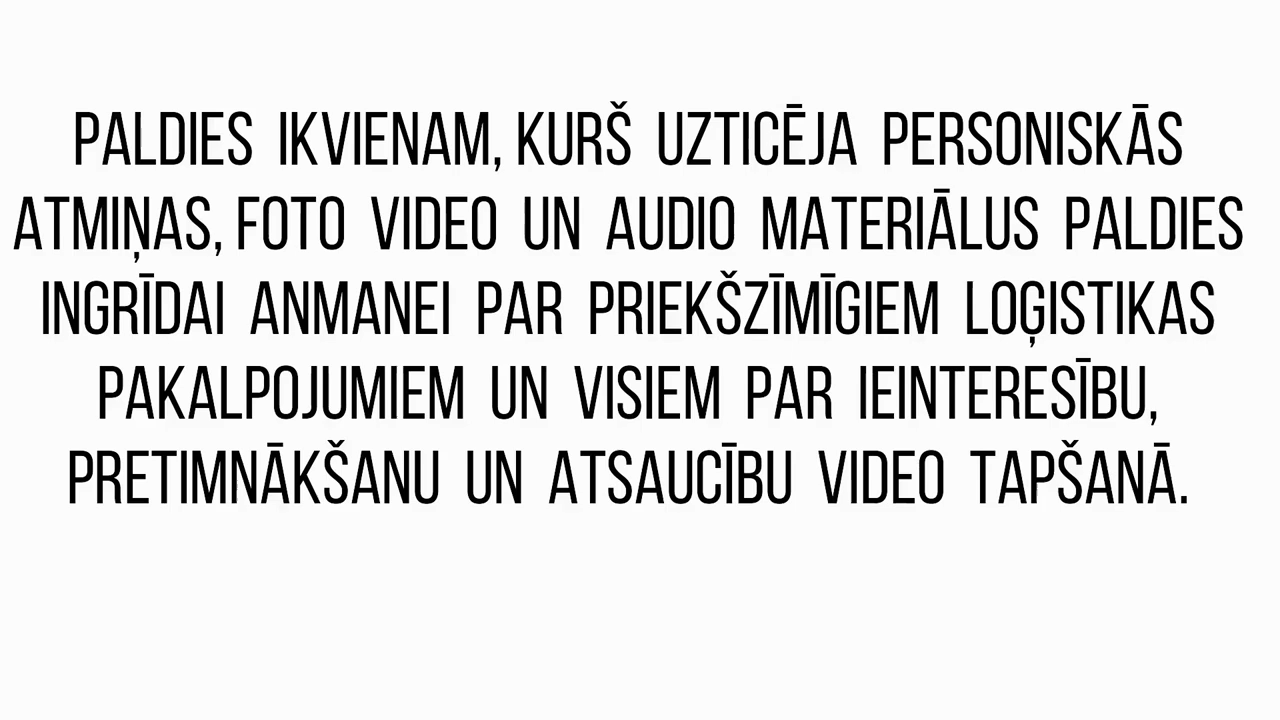 PALDIES IKVIENAM, KURŠ UZTICĒJA PERSONISKĀS
ATMIŅAS, FOTO VIDEO UN AUDIO MATERIĀLUS PALDIES
INGRĪDAI ANMANEI PAR PRIEKŠZĪMĪGIEM LOĢISTIKAS
PAKALPOJUMIEM UN VISIEM PAR IEINTERESĪBU,
PRETIMNĀKŠANU UN ATSAUCĪBU VIDEO TAPŠANĀ.